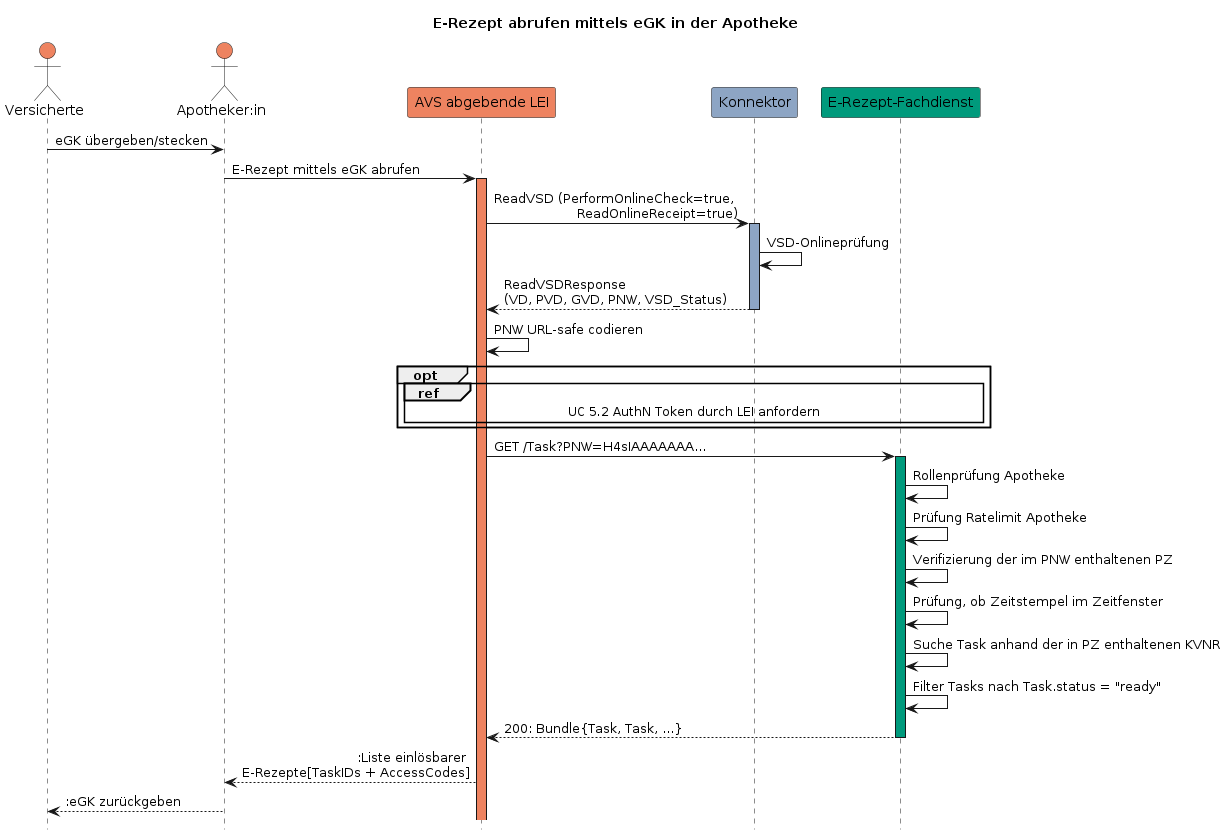 E-Rezept abrufen mittels eGK in der Apotheke
Versicherte
Apotheker:in
AVS abgebende LEI
Konnektor
E-Rezept-Fachdienst
eGK übergeben/stecken
E-Rezept mittels eGK abrufen
ReadVSD (PerformOnlineCheck=true,
ReadOnlineReceipt=true)
VSD-Onlineprüfung
ReadVSDResponse
(VD, PVD, GVD, PNW, VSD_Status)
PNW URL-safe codieren
opt
ref
UC 5.2 AuthN Token durch LEI anfordern
GET /Task?PNW=H4sIAAAAAAA...
Rollenprüfung Apotheke
Prüfung Ratelimit Apotheke
Verifizierung der im PNW enthaltenen PZ
Prüfung, ob Zeitstempel im Zeitfenster
Suche Task anhand der in PZ enthaltenen KVNR
Filter Tasks nach Task.status = "ready"
200: Bundle{Task, Task, ...}
:Liste einlösbarer
E-Rezepte[TaskIDs + AccessCodes]
:eGK zurückgeben